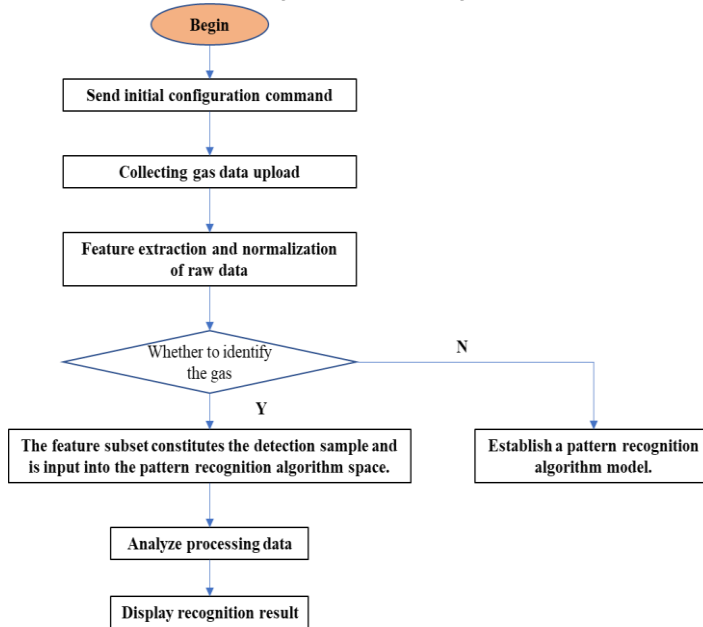 Begin
Send initial configuration command
Collecting gas data upload
Feature extraction and normalization
of raw data
Whether to identify
the gas
N
Y
The feature subset constitutes the detection sample and
is input into the pattern recognition algorithm space.
Establish a pattern recognition
algorithm model.
Analyze processing data
Display recognition result